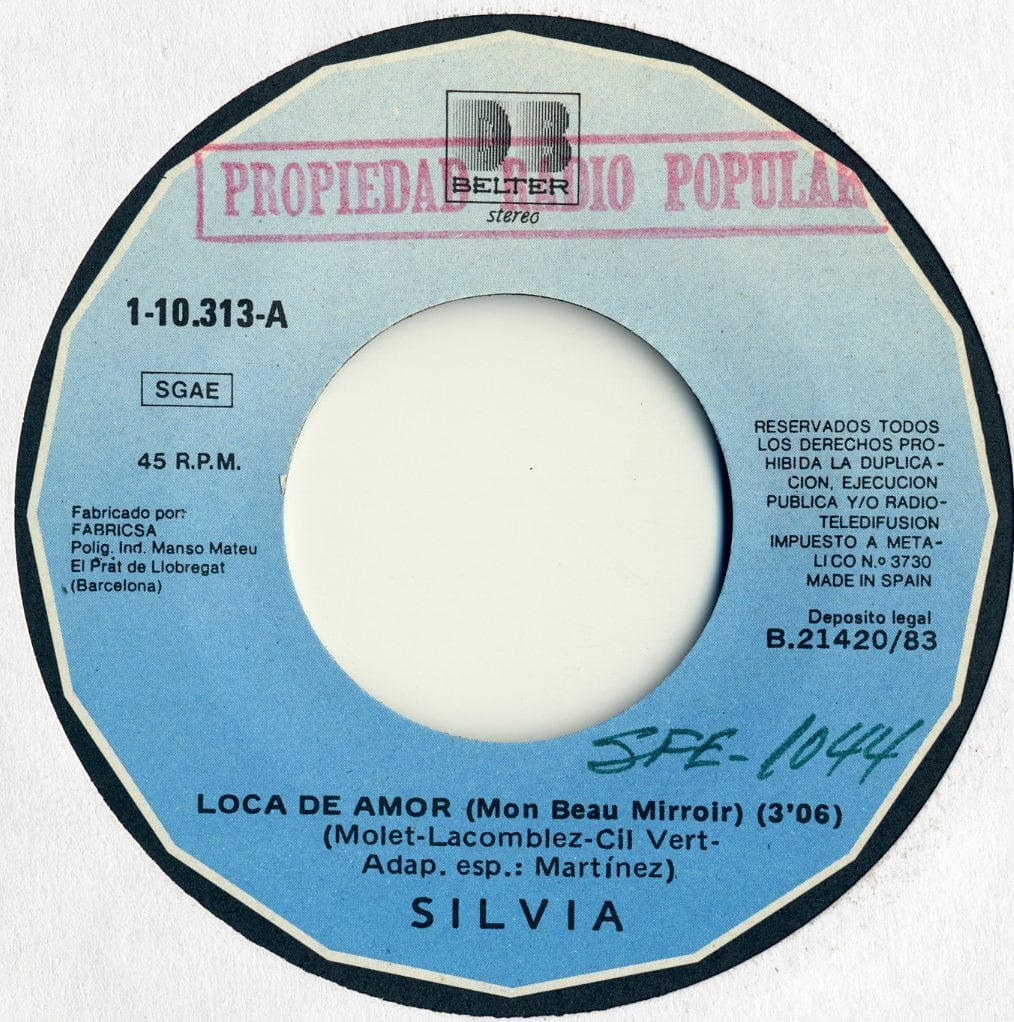 BELTER
stereo
PROPIEDAD RADIO POPULAR
1-10.313-A
SGAE
45 R.P.M.
Fabricado por:
FABRICSA
Polig. Ind. Manso Mateu
El Prat de Llobregat
(Barcelona)
RESERVADOS TODOS
LOS DERECHOS PRO-
HIBIDA LA DUPLICA-
CION, EJECUCION
PUBLICA Y/O RADIO-
TELEDIFUSION
IMPUESTO A META-
LICO N.º 3730
MADE IN SPAIN
Deposito legal
B.21420/83
SFE-1044
LOCA DE AMOR (Mon Beau Mirroir) (3'06)
(Molet-Lacomblez-Cil Vert-
Adap. esp.: Martínez)
SILVIA